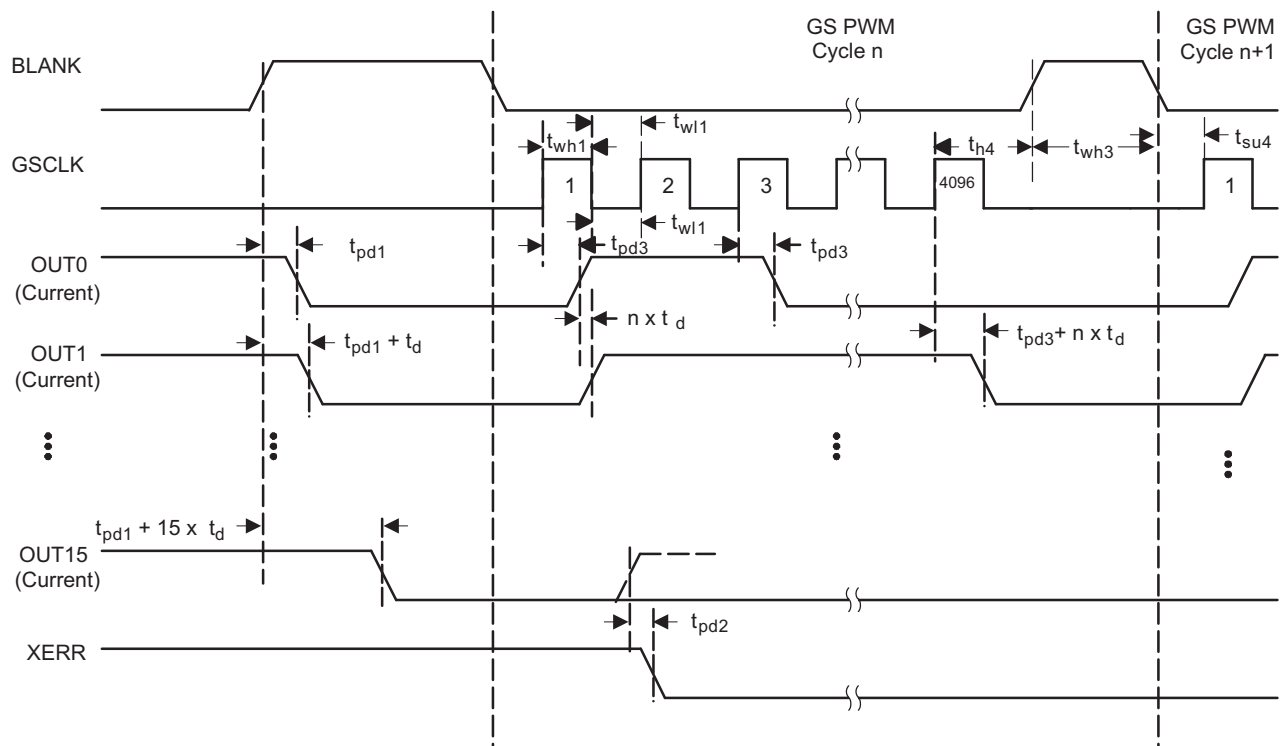 GS PWM
Cycle n
GS PWM
Cycle n+1
BLANK
t_wh1
t_wl1
t_h4
t_wh3
t_su4
GSCLK
1
2
3
4096
1
t_wl1
t_pd1
t_pd3
t_pd3
OUT0
(Current)
n x t_d
t_pd1 + t_d
t_pd3 + n x t_d
OUT1
(Current)
t_pd1 + 15 x t_d
OUT15
(Current)
t_pd2
XERR